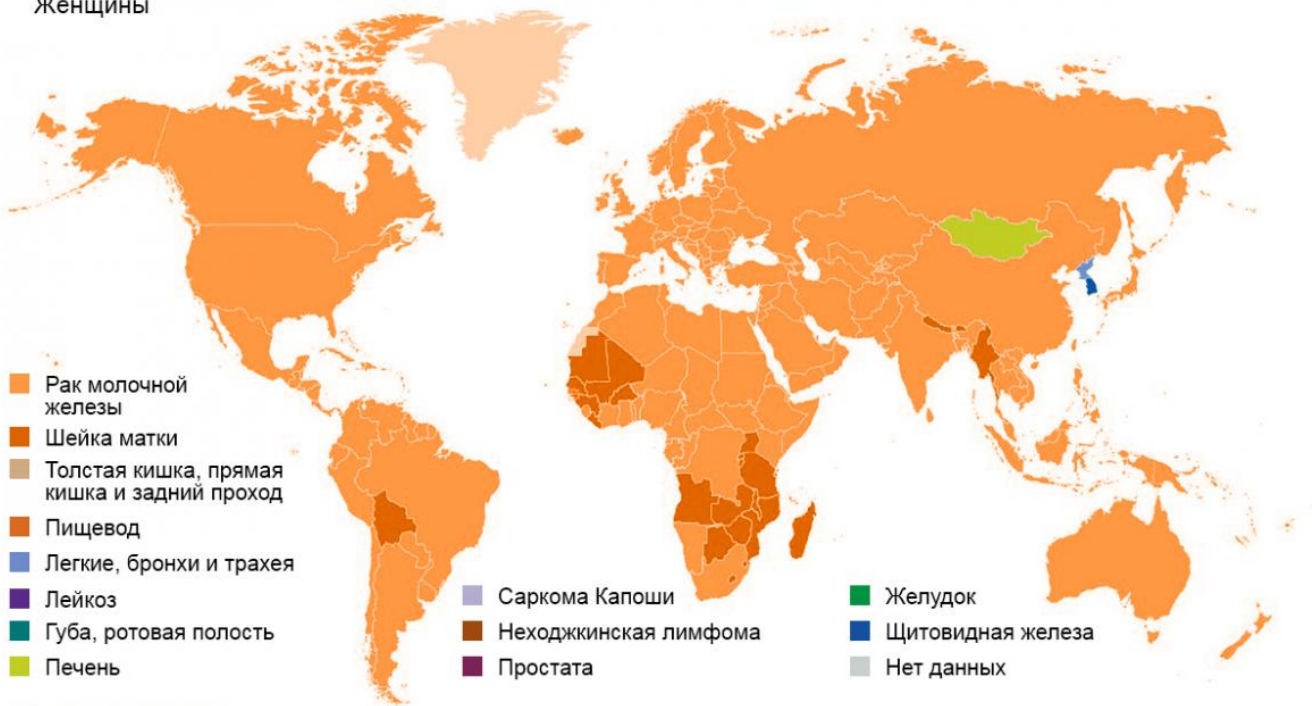 Женщины
Рак молочной
железы
Шейка матки
Толстая кишка, прямая
кишка и задний проход
Пищевод
Легкие, бронхи и трахея
Лейкоз
Губа, ротовая полость
Печень
Саркома Капоши
Неходжкинская лимфома
Простата
Желудок
Щитовидная железа
Нет данных